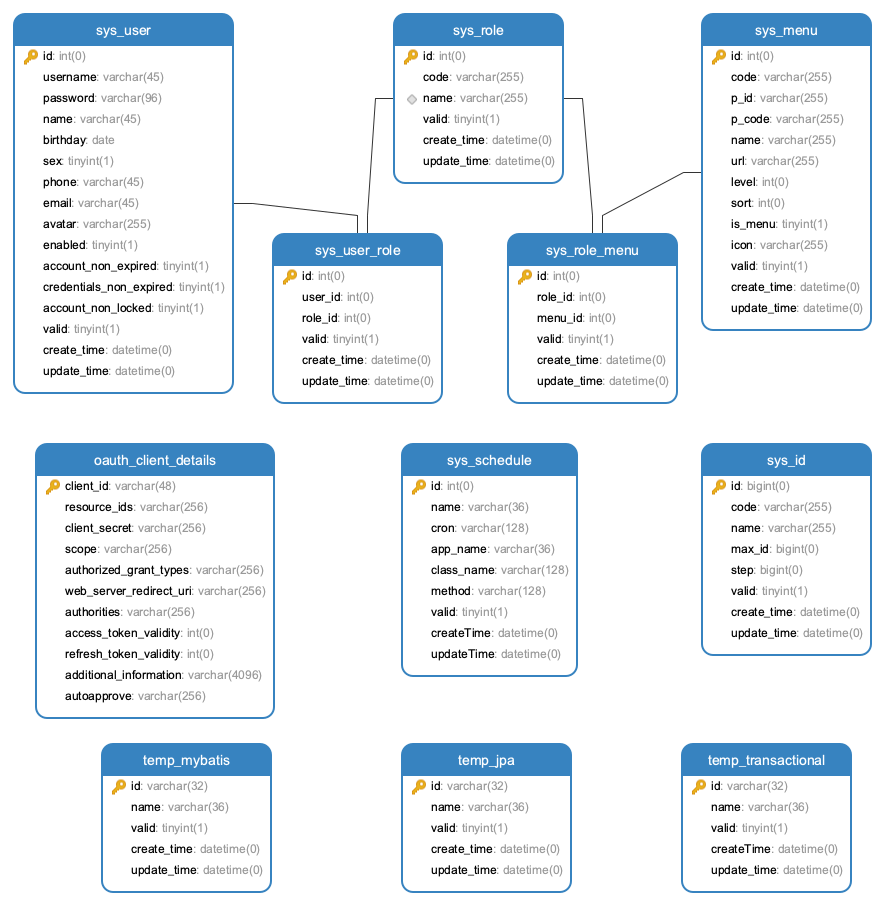 sys_user
id: int(0)
username: varchar(45)
password: varchar(96)
name: varchar(45)
birthday: date
sex: tinyint(1)
phone: varchar(45)
email: varchar(45)
avatar: varchar(255)
enabled: tinyint(1)
account_non_expired: tinyint(1)
credentials_non_expired: tinyint(1)
account_non_locked: tinyint(1)
valid: tinyint(1)
create_time: datetime(0)
update_time: datetime(0)
sys_role
id: int(0)
code: varchar(255)
name: varchar(255)
valid: tinyint(1)
create_time: datetime(0)
update_time: datetime(0)
sys_menu
id: int(0)
code: varchar(255)
p_id: varchar(255)
p_code: varchar(255)
name: varchar(255)
url: varchar(255)
level: int(0)
sort: int(0)
is_menu: tinyint(1)
icon: varchar(255)
valid: tinyint(1)
create_time: datetime(0)
update_time: datetime(0)
sys_user_role
id: int(0)
user_id: int(0)
role_id: int(0)
valid: tinyint(1)
create_time: datetime(0)
update_time: datetime(0)
sys_role_menu
id: int(0)
role_id: int(0)
menu_id: int(0)
valid: tinyint(1)
create_time: datetime(0)
update_time: datetime(0)
oauth_client_details
client_id: varchar(48)
resource_ids: varchar(256)
client_secret: varchar(256)
scope: varchar(256)
authorized_grant_types: varchar(256)
web_server_redirect_uri: varchar(256)
authorities: varchar(256)
access_token_validity: int(0)
refresh_token_validity: int(0)
additional_information: varchar(4096)
autoapprove: varchar(256)
sys_schedule
id: int(0)
name: varchar(36)
cron: varchar(128)
app_name: varchar(36)
class_name: varchar(128)
method: varchar(128)
valid: tinyint(1)
createTime: datetime(0)
updateTime: datetime(0)
sys_id
id: bigint(0)
code: varchar(255)
name: varchar(255)
max_id: bigint(0)
step: bigint(0)
valid: tinyint(1)
create_time: datetime(0)
update_time: datetime(0)
temp_mybatis
id: varchar(32)
name: varchar(36)
valid: tinyint(1)
create_time: datetime(0)
update_time: datetime(0)
temp_jpa
id: varchar(32)
name: varchar(36)
valid: tinyint(1)
create_time: datetime(0)
update_time: datetime(0)
temp_transactional
id: varchar(32)
name: varchar(36)
valid: tinyint(1)
createTime: datetime(0)
update_time: datetime(0)